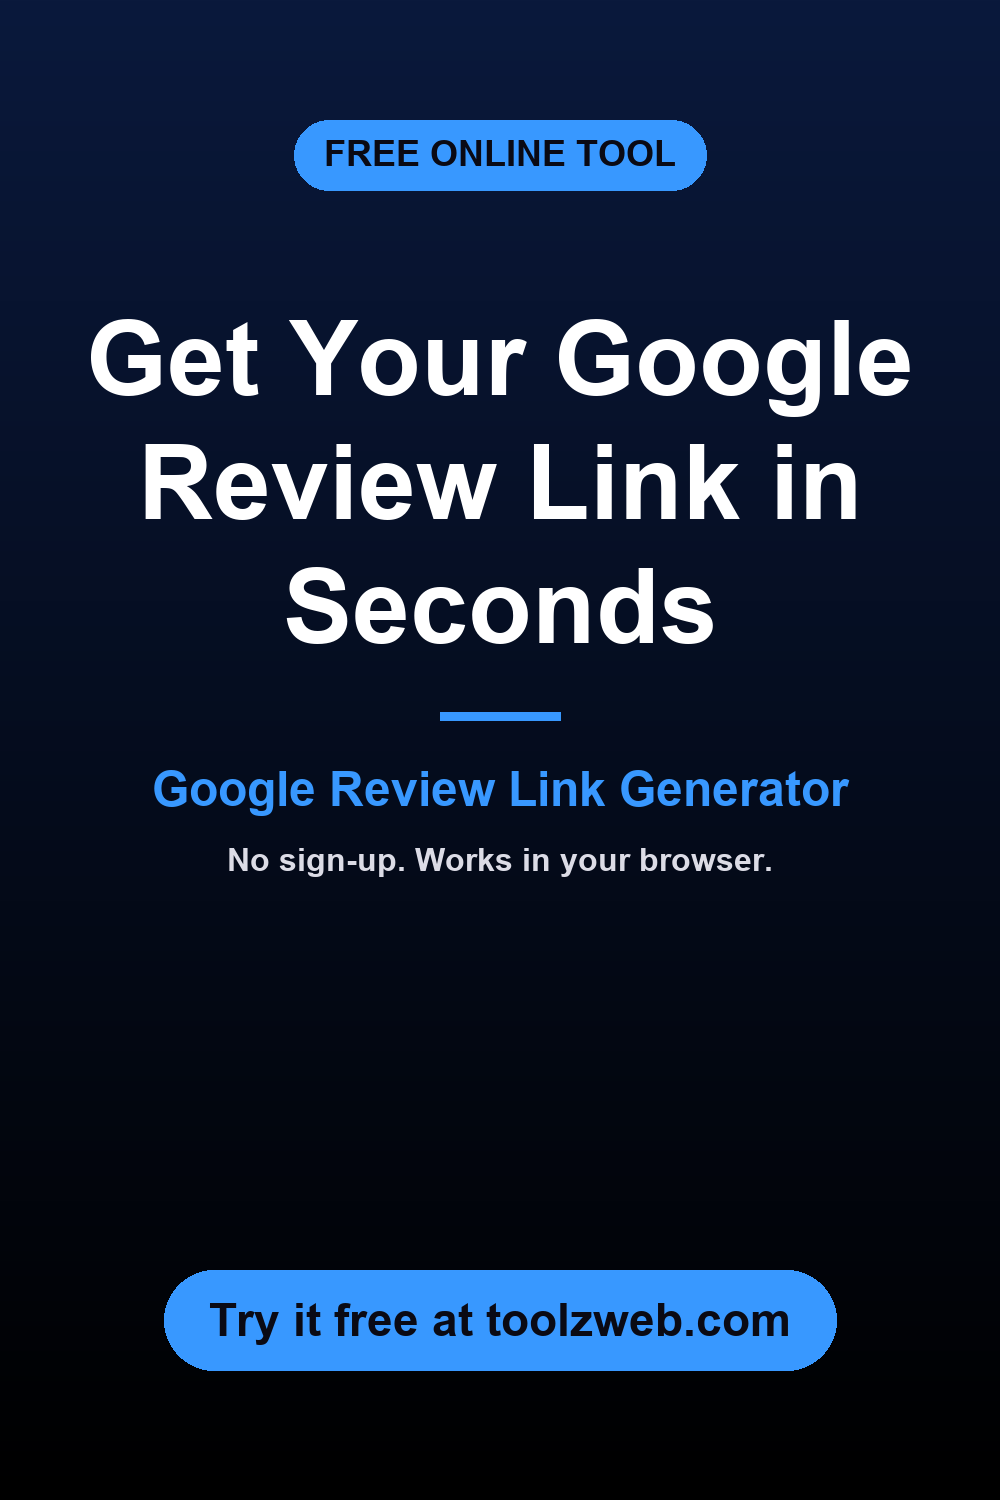 FREE ONLINE TOOL
Get Your Google
Review Link in
Seconds
Google Review Link Generator
No sign-up. Works in your browser.
Try it free at toolzweb.com